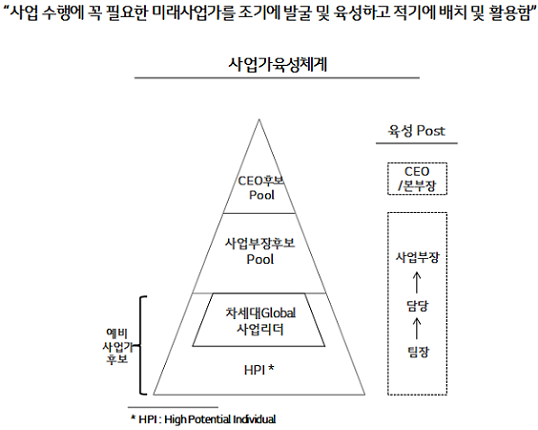 “사업 수행에 꼭 필요한 미래사업가를 조기에 발굴 및 육성하고 적기에 배치 및 활용함”
사업가육성체계
육성 Post
CEO후보
Pool
CEO
/본부장
사업부장후보
Pool
사업부장
차세대Global
사업리더
담당
예비
사업가
후보
팀장
HPI *
* HPI : High Potential Individual